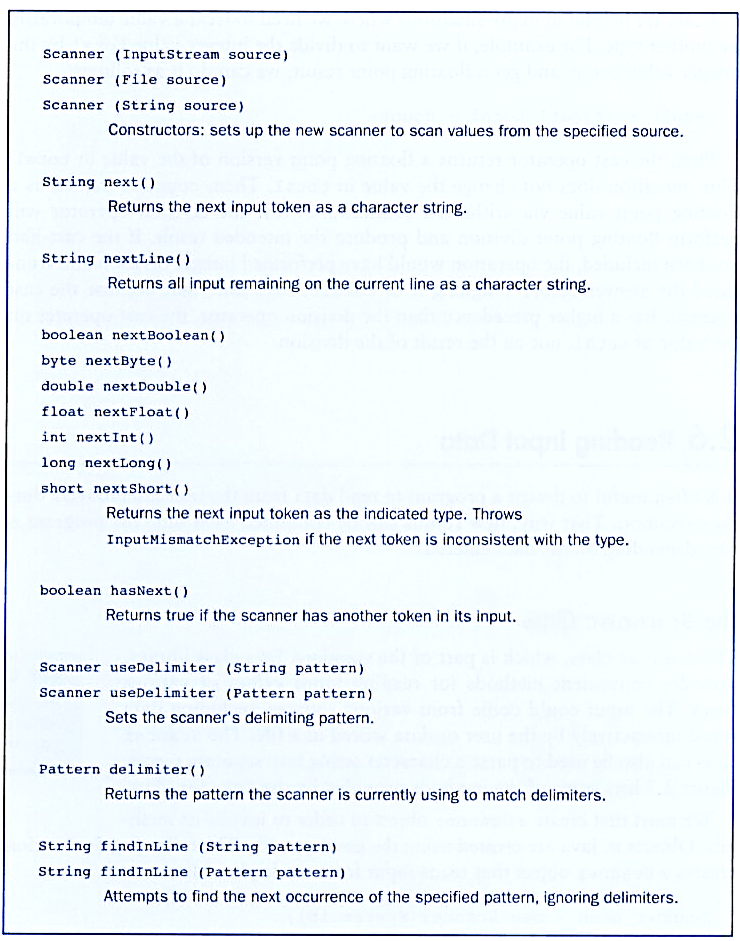 Scanner (InputStream source)
Scanner (File source)
Scanner (String source)
Constructors: sets up the new scanner to scan values from the specified source.
String next()
Returns the next input token as a character string.
String nextLine()
Returns all input remaining on the current line as a character string.
boolean nextBoolean()
byte nextByte()
double nextDouble()
float nextFloat()
int nextInt()
long nextLong()
short nextShort()
Returns the next input token as the indicated type. Throws
InputMismatchException if the next token is inconsistent with the type.
boolean hasNext()
Returns true if the scanner has another token in its input.
Scanner useDelimiter (String pattern)
Scanner useDelimiter (Pattern pattern)
Sets the scanner's delimiting pattern.
Pattern delimiter()
Returns the pattern the scanner is currently using to match delimiters.
String findInLine (String pattern)
String findInLine (Pattern pattern)
Attempts to find the next occurrence of the specified pattern, ignoring delimiters.